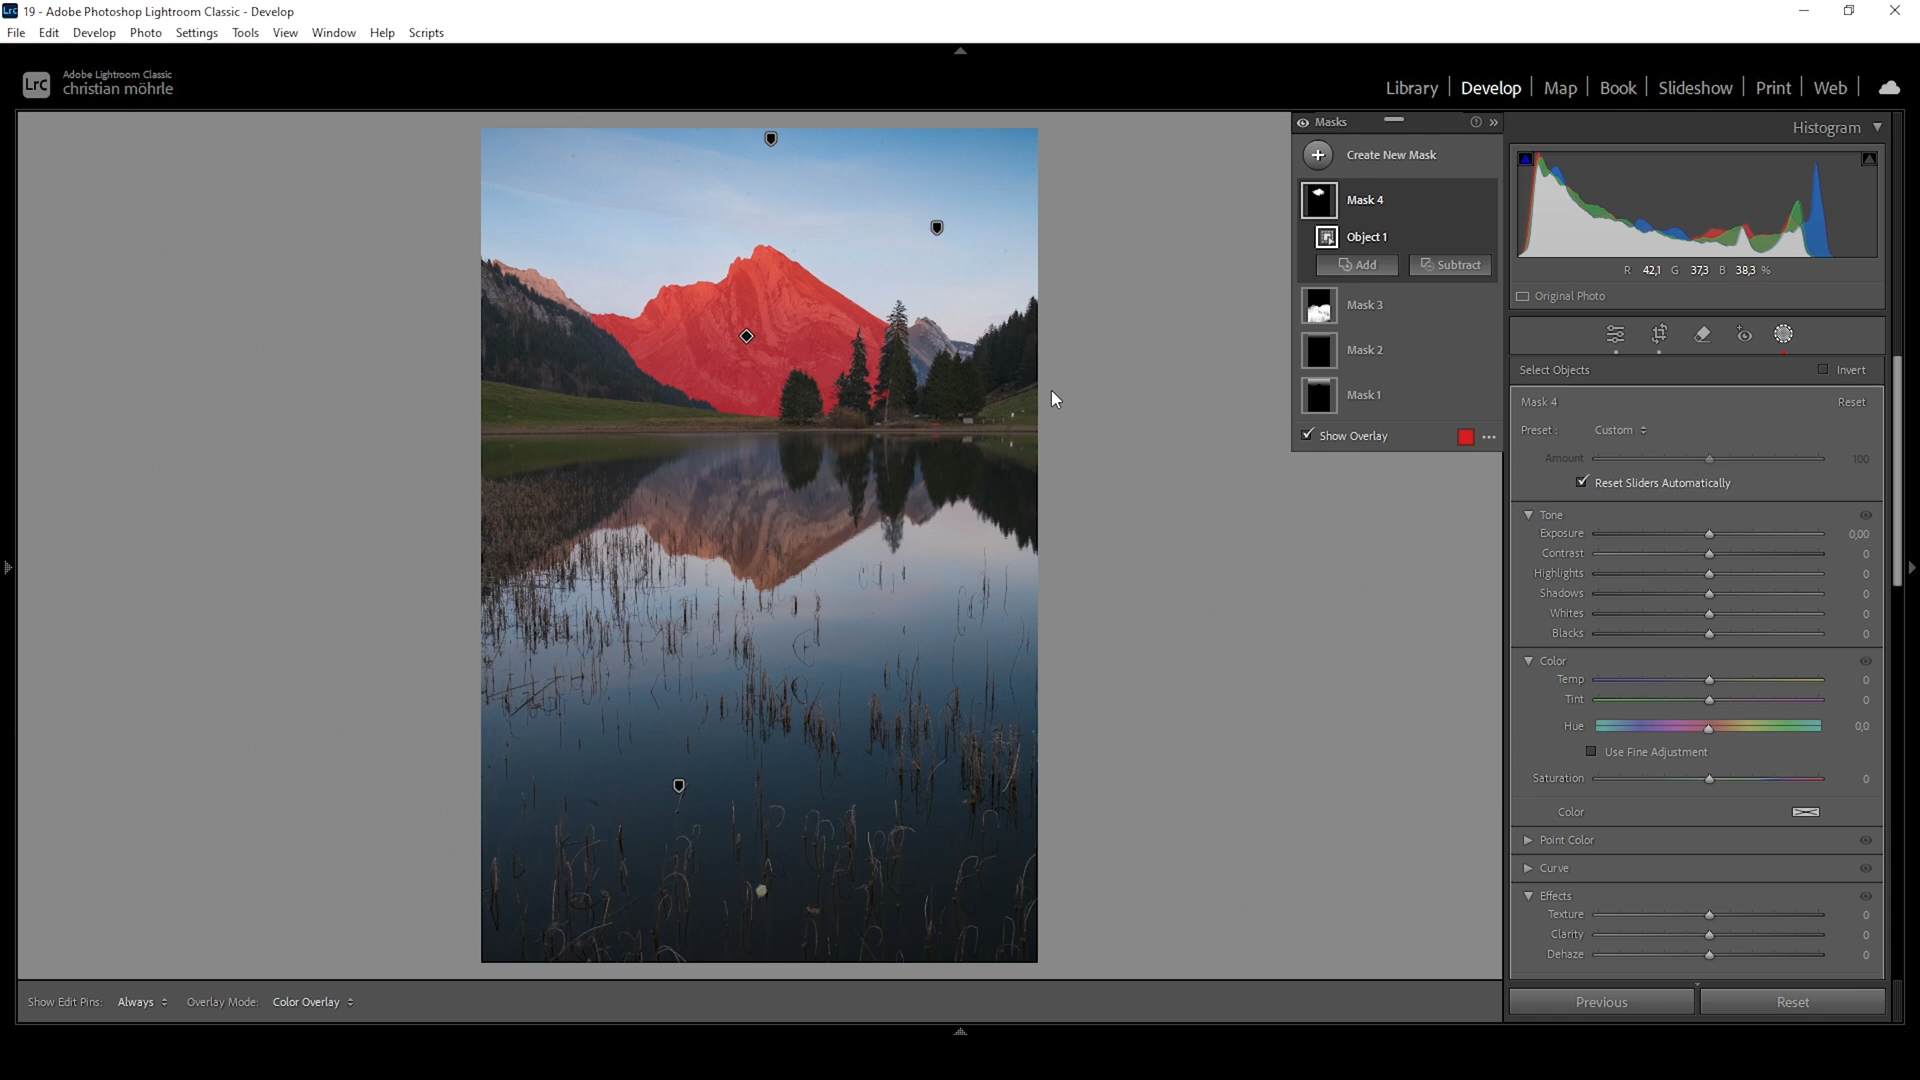 19 - Adobe Photoshop Lightroom Classic - Develop
File Edit Develop Photo Settings Tools View Window Help Scripts
LrC
Adobe Lightroom Classic
christian möhrle
Library | Develop | Map | Book | Slideshow | Print | Web
Masks
Create New Mask
Mask 4
Object 1
Add
Subtract
Mask 3
Mask 2
Mask 1
Show Overlay
Histogram
R 42,1 G 37,3 B 38,3 %
Original Photo
Select Objects
Invert
Mask 4
Reset
Preset : Custom
Amount 100
Reset Sliders Automatically
Tone
Exposure 0,00
Contrast 0
Highlights 0
Shadows 0
Whites 0
Blacks 0
Color
Temp 0
Tint 0
Hue 0,0
Use Fine Adjustment
Saturation 0
Color
Point Color
Curve
Effects
Texture 0
Clarity 0
Dehaze 0
Previous
Reset
Show Edit Pins: Always
Overlay Mode: Color Overlay